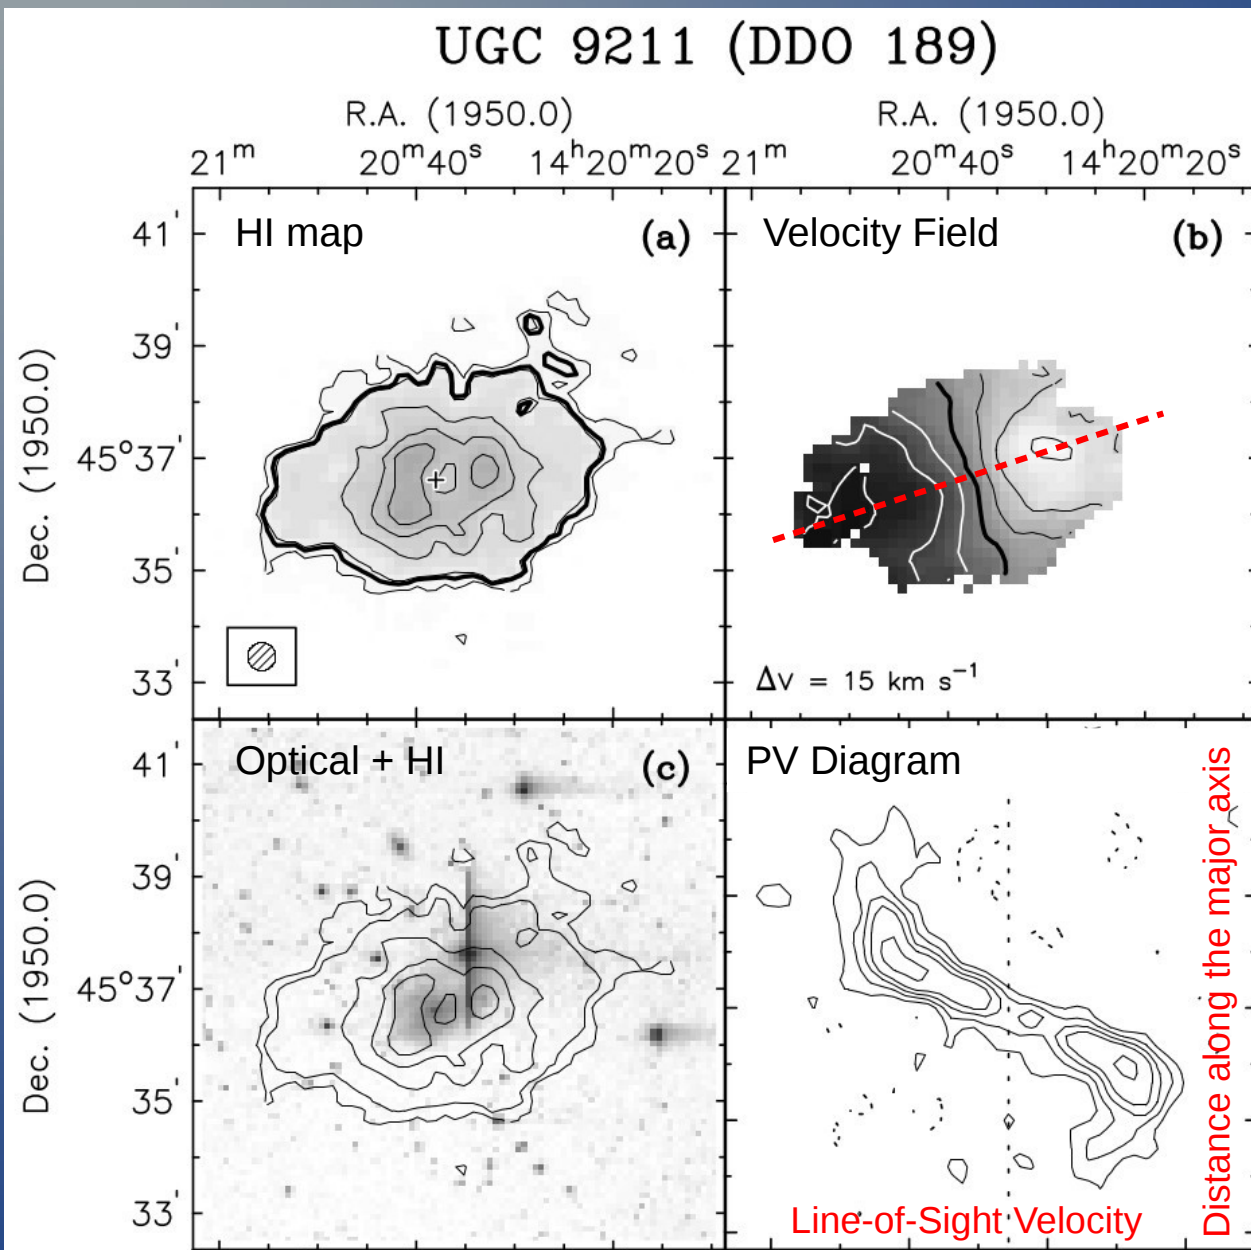 UGC 9211 (DDO 189)
R.A. (1950.0)
R.A. (1950.0)
21ᵐ 20ᵐ40ˢ 14ʰ20ᵐ20ˢ
21ᵐ 20ᵐ40ˢ 14ʰ20ᵐ20ˢ
HI map
(a)
Velocity Field
(b)
Dec. (1950.0)
41'
39'
45°37'
35'
33'
Δv = 15 km s⁻¹
Optical + HI
(c)
PV Diagram
Dec. (1950.0)
41'
39'
45°37'
35'
33'
Distance along the major axis
Line-of-Sight Velocity